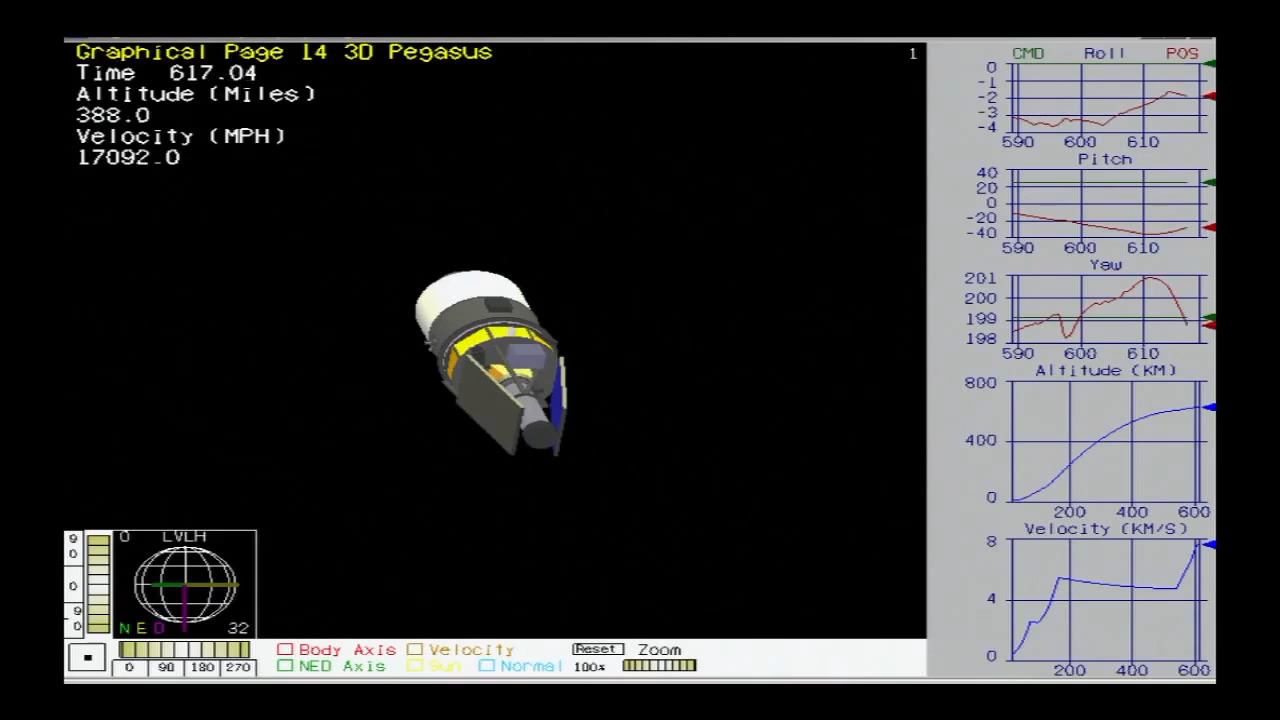 Graphical Page 14 3D Pegasus
1
Time 617.04
Altitude (Miles)
388.0
Velocity (MPH)
17092.0
CMD Roll POS
0
-1
-2
-3
-4
590 600 610
Pitch
40
20
0
-20
-40
590 600 610
Yaw
201
200
199
198
590 600 610
Altitude (KM)
800
400
0
200 400 600
Velocity (KM/S)
8
4
0
200 400 600
90
0
-90
0 LVLH
N E D 32
0 90 180 270
Body Axis Velocity Reset Zoom
NED Axis Sun Normal 100%